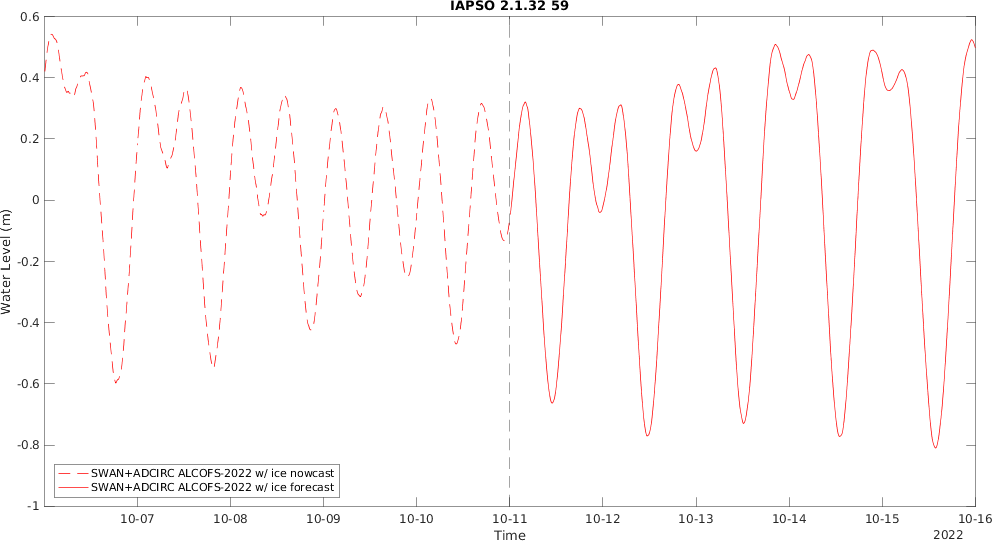 IAPSO 2.1.32 59
Water Level (m)
0.6
0.4
0.2
0
-0.2
-0.4
-0.6
-0.8
-1
SWAN+ADCIRC ALCOFS-2022 w/ ice nowcast
SWAN+ADCIRC ALCOFS-2022 w/ ice forecast
10-07 10-08 10-09 10-10 10-11 10-12 10-13 10-14 10-15 10-16
Time
2022